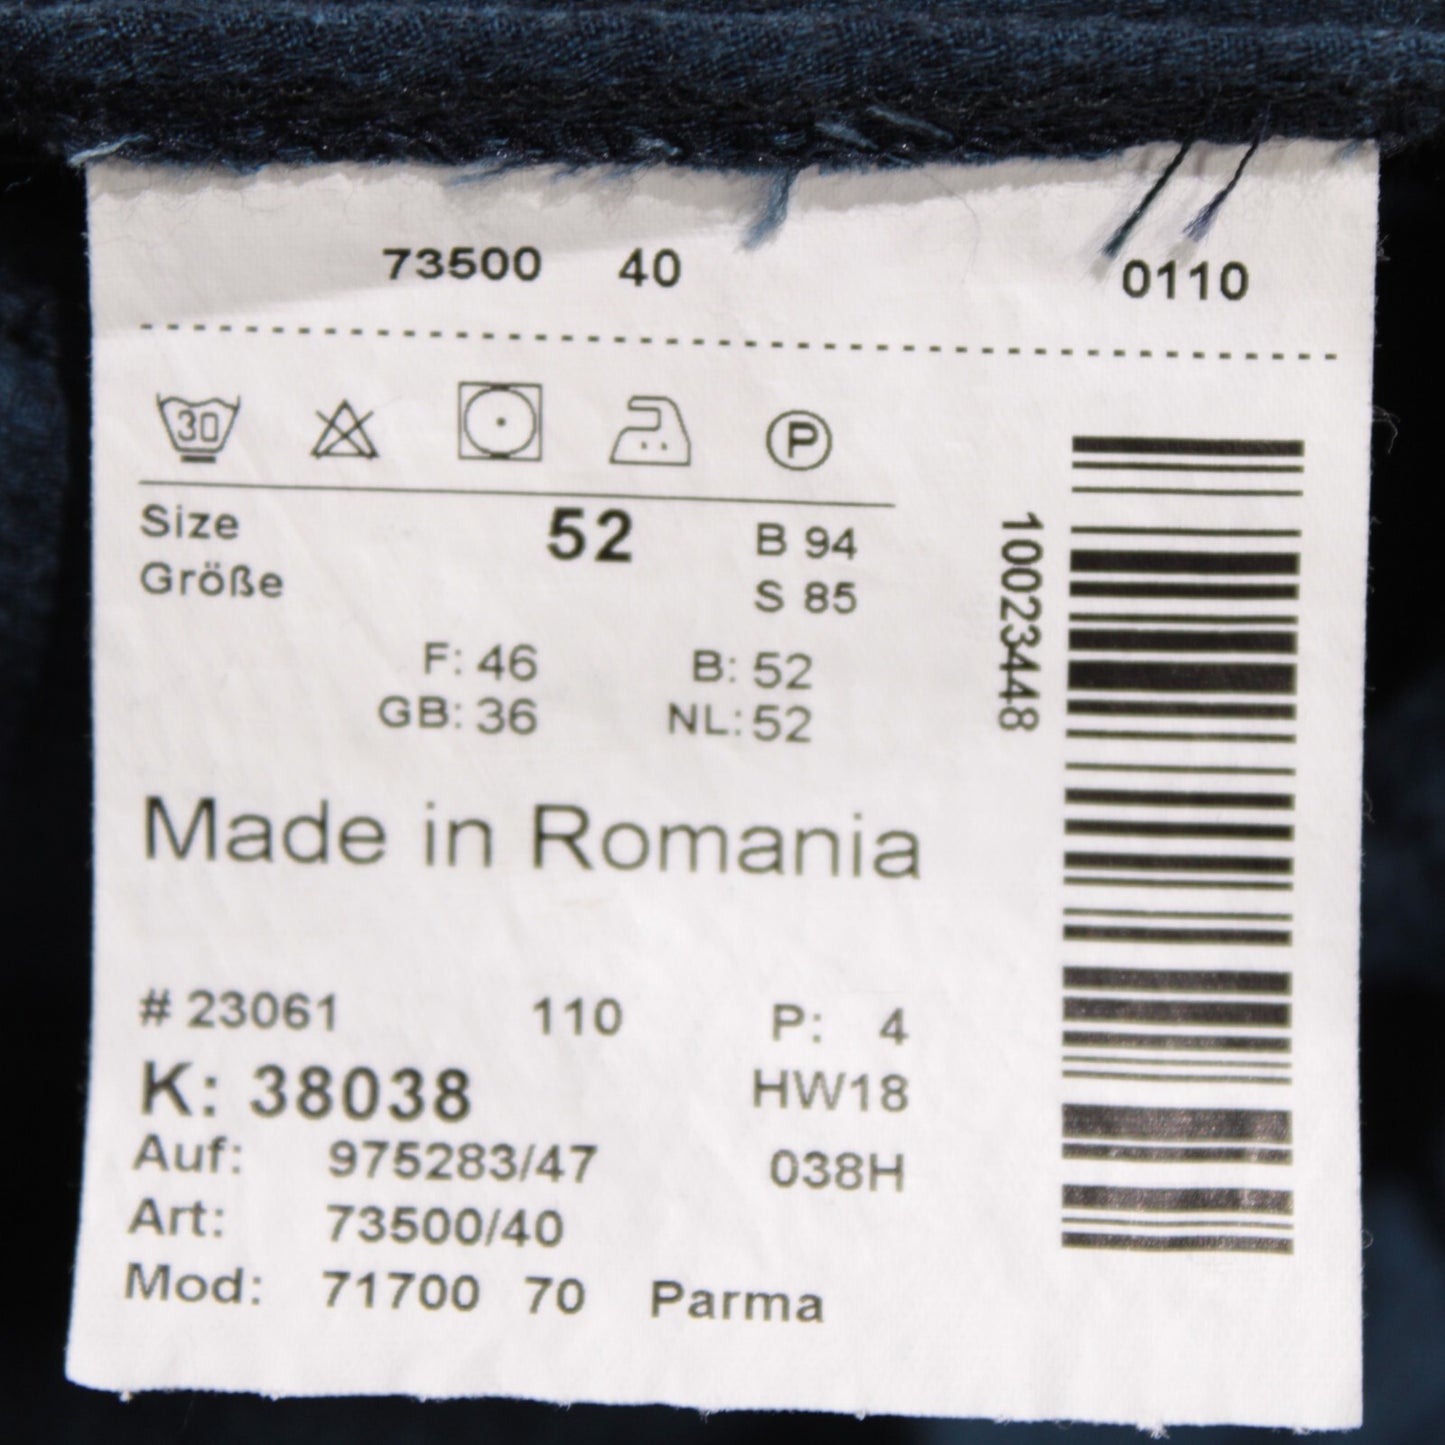 73500 40 0110
30 P
Size 52 B 94
Größe S 85
F: 46 B: 52
GB: 36 NL: 52
10023448
Made in Romania
# 23061 110 P: 4
K: 38038 HW18
Auf: 975283/47 038H
Art: 73500/40
Mod: 71700 70 Parma